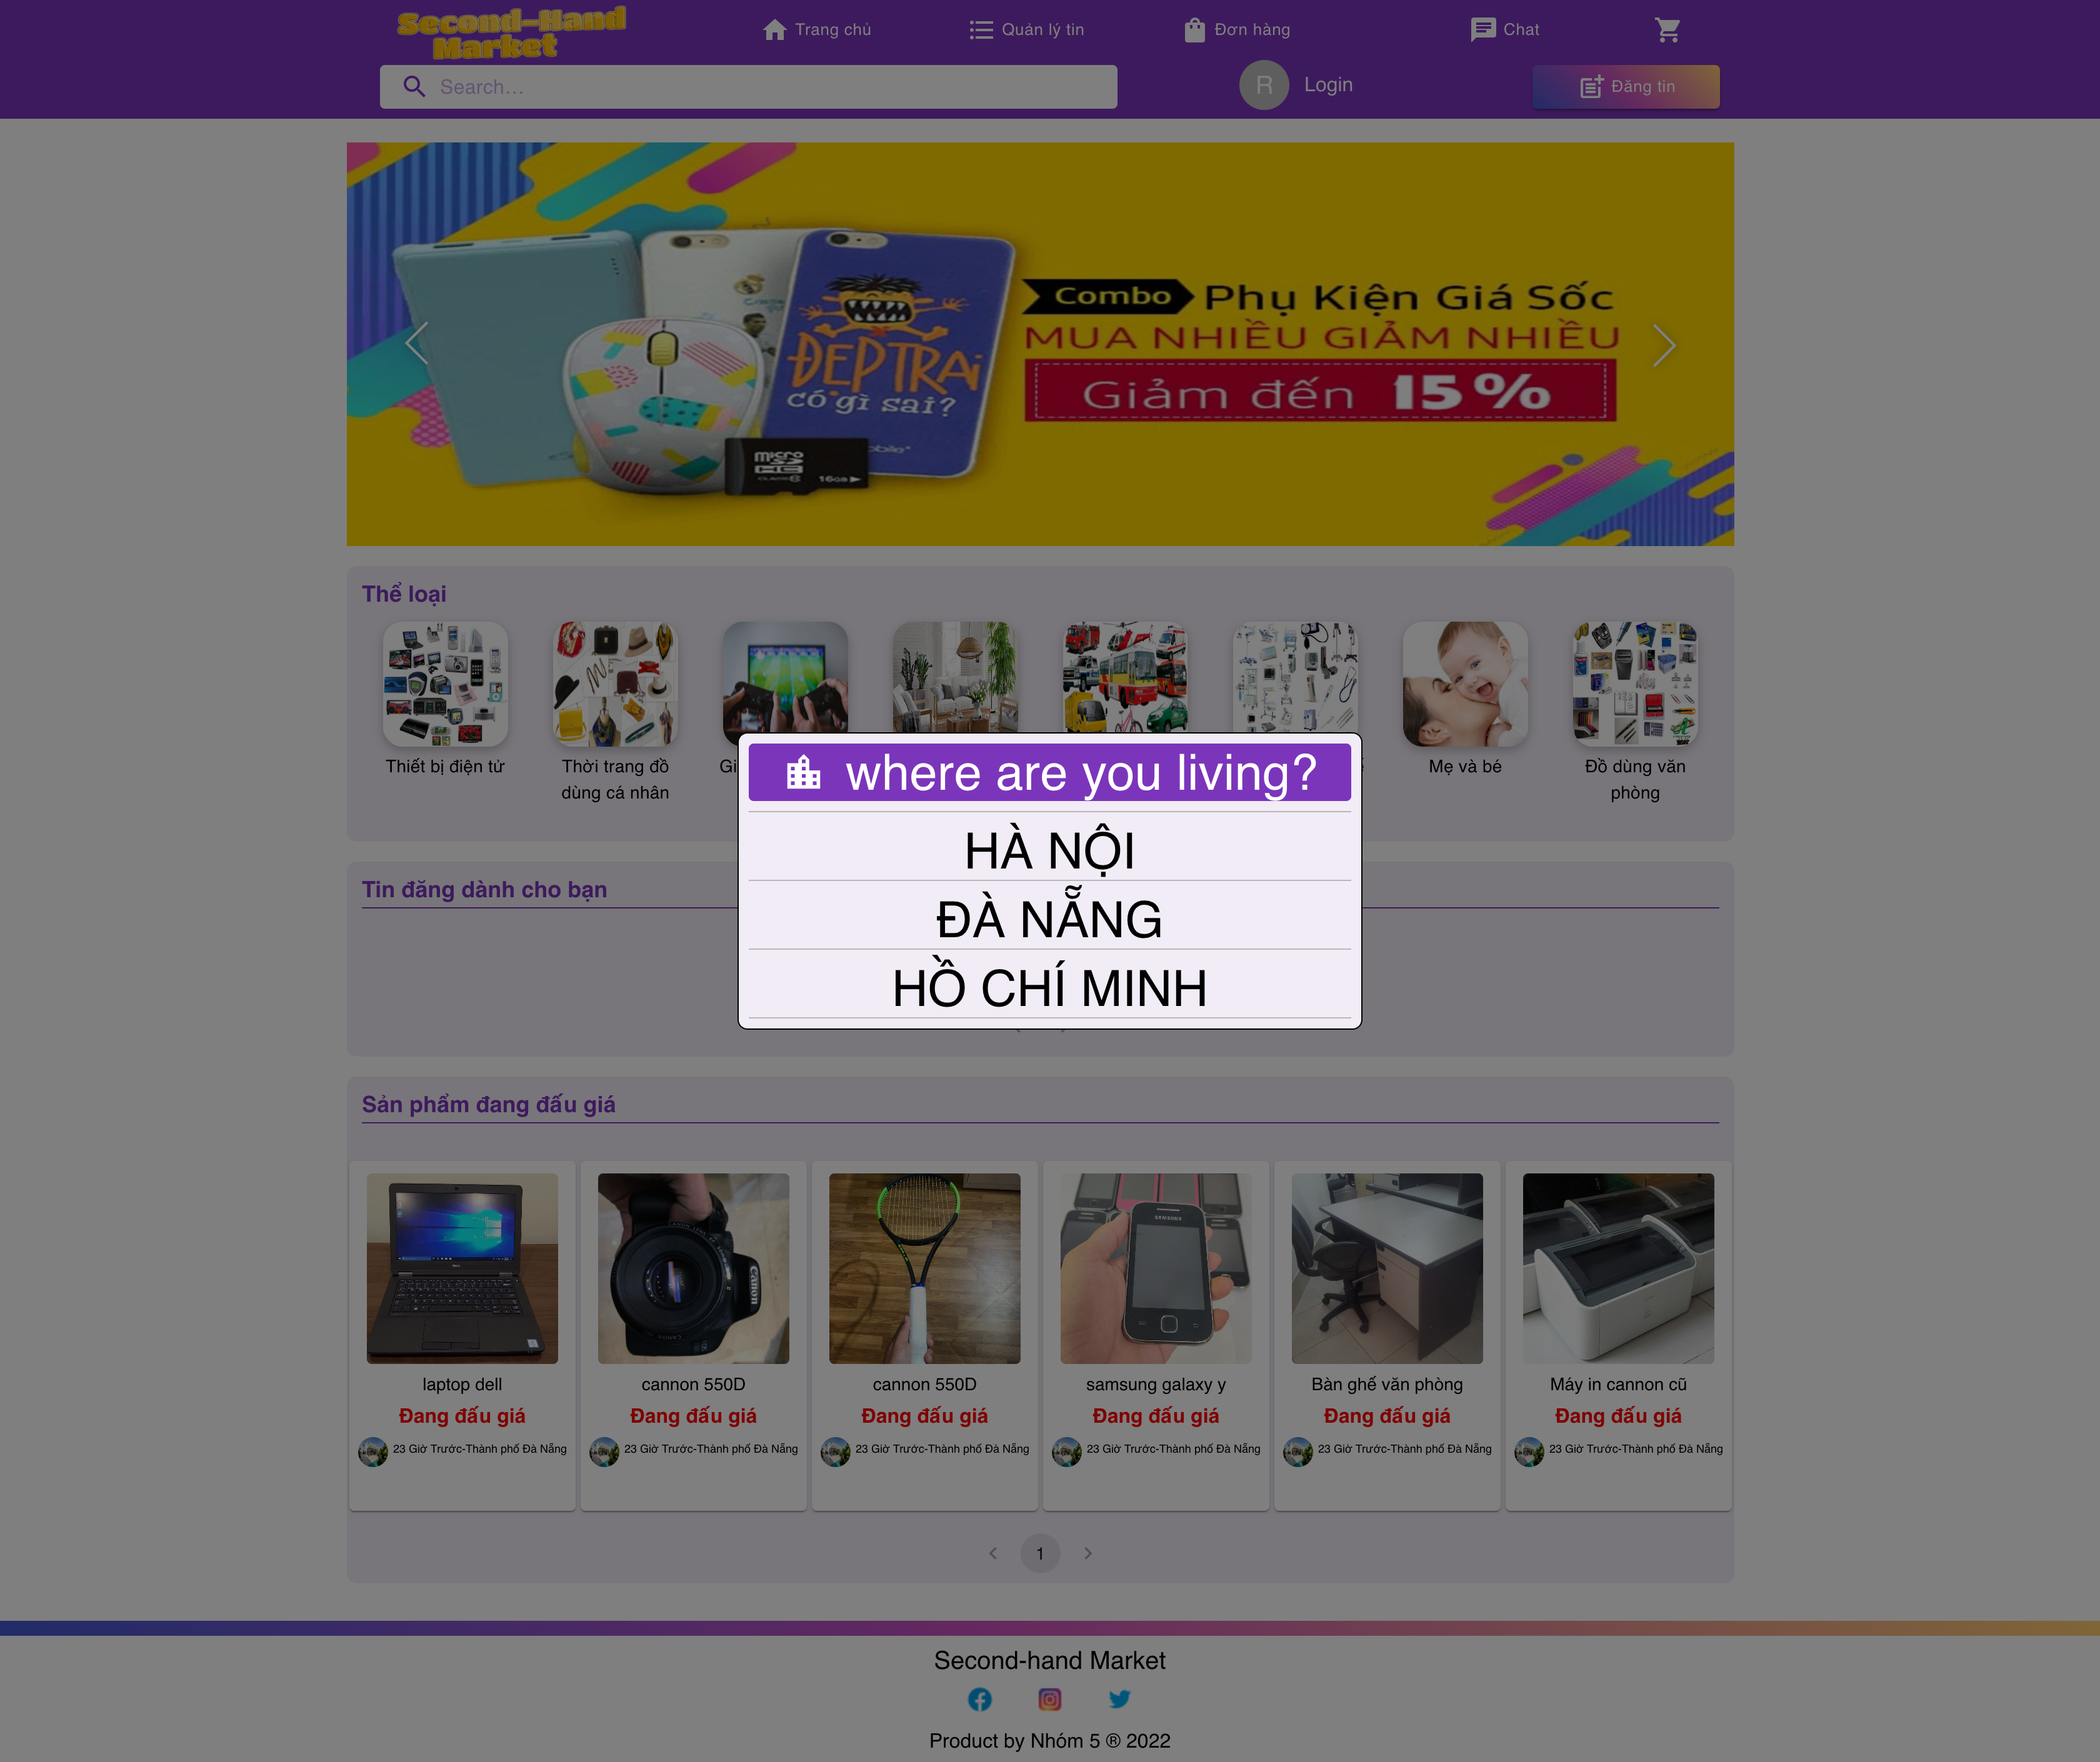 Second-Hand
Market
Trang chủ
Quản lý tin
Đơn hàng
Chat
Search…
R
Login
Đăng tin
ĐẸP TRAI
có gì sai?
micro
HC
16GB
Combo
Phụ Kiện Giá Sốc
MUA NHIỀU GIẢM NHIỀU
Giảm đến 15%
Thể loại
Thiết bị điện tử
Thời trang đồ
dùng cá nhân
Gi
Mẹ và bé
Đồ dùng văn
phòng
where are you living?
HÀ NỘI
ĐÀ NẴNG
HỒ CHÍ MINH
Tin đăng dành cho bạn
Sản phẩm đang đấu giá
SAMSUNG
Canon
laptop dell
Đang đấu giá
23 Giờ Trước-Thành phố Đà Nẵng
cannon 550D
Đang đấu giá
23 Giờ Trước-Thành phố Đà Nẵng
cannon 550D
Đang đấu giá
23 Giờ Trước-Thành phố Đà Nẵng
samsung galaxy y
Đang đấu giá
23 Giờ Trước-Thành phố Đà Nẵng
Bàn ghế văn phòng
Đang đấu giá
23 Giờ Trước-Thành phố Đà Nẵng
Máy in cannon cũ
Đang đấu giá
23 Giờ Trước-Thành phố Đà Nẵng
1
Second-hand Market
Product by Nhóm 5 ® 2022